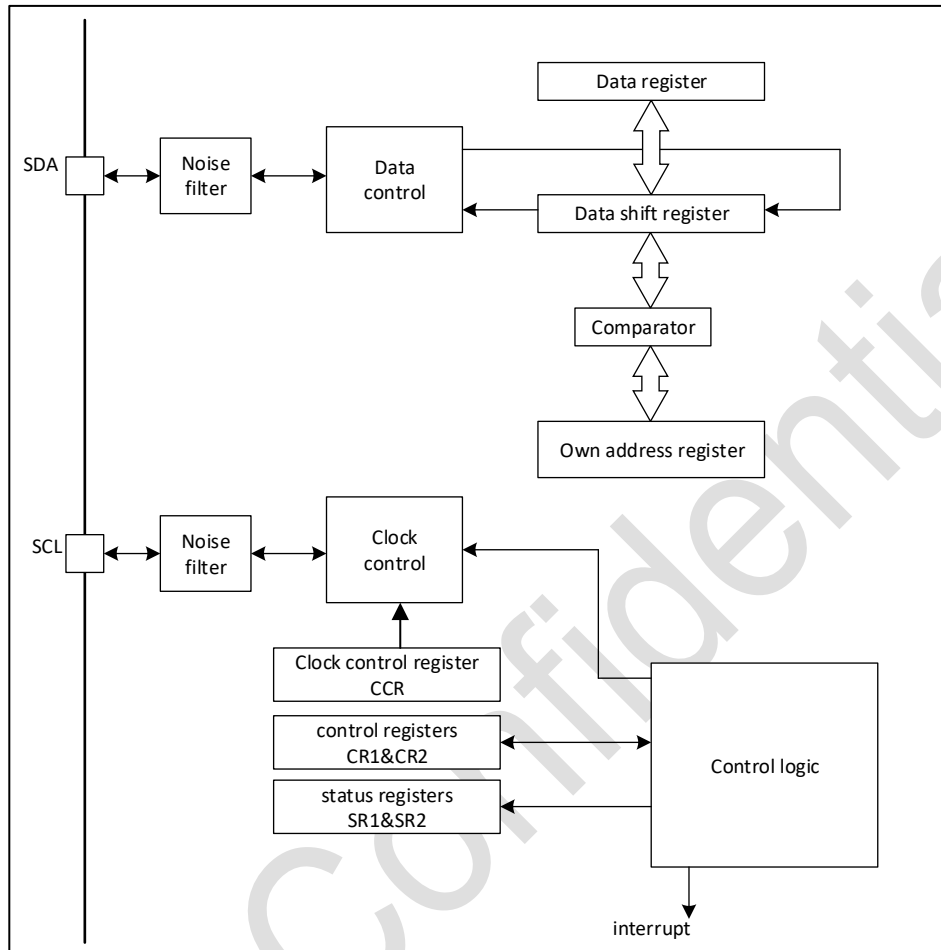 Data register
SDA
Noise
filter
Data
control
Data shift register
Comparator
Own address register
SCL
Noise
filter
Clock
control
Clock control register
CCR
control registers
CR1&CR2
status registers
SR1&SR2
Control logic
interrupt
Confidentia